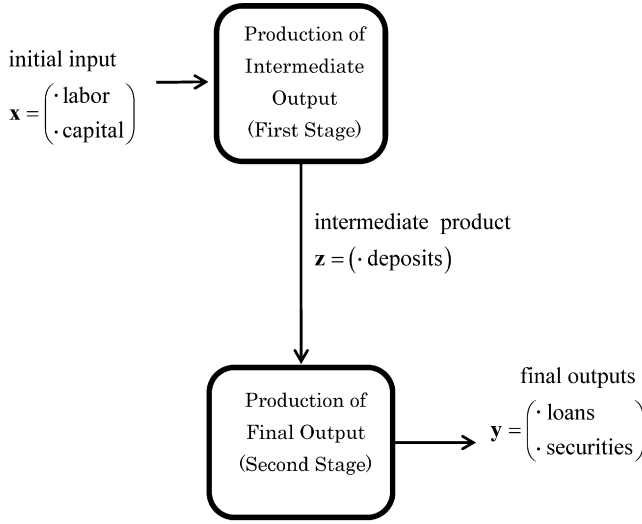 Production of
Intermediate
Output
(First Stage)
initial input
x = (· labor
· capital)
intermediate product
z = (· deposits)
Production of
Final Output
(Second Stage)
final outputs
y = (· loans
· securities)